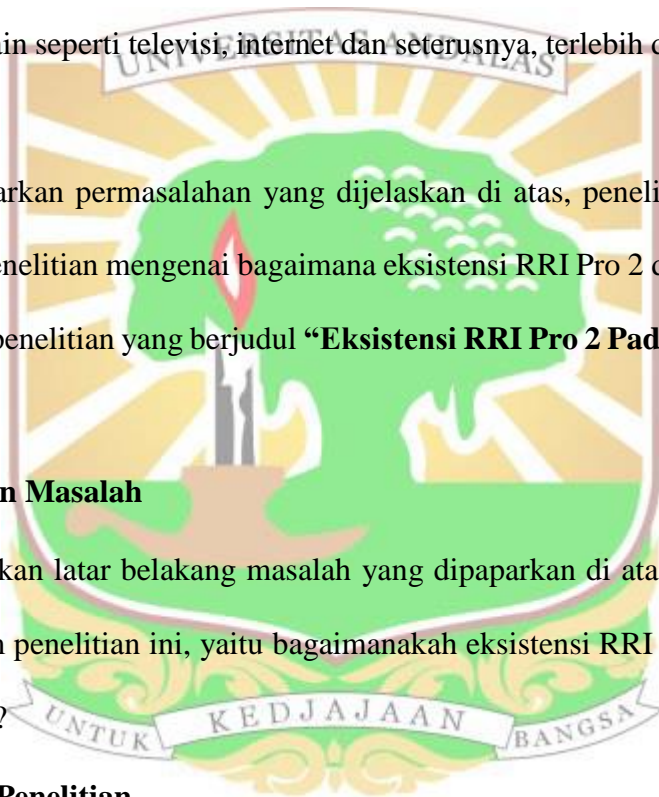 ain seperti televisi, internet dan seterusnya, terlebih d
UNIVERSITAS ANDALAS
arkan permasalahan yang dijelaskan di atas, peneli
enelitian mengenai bagaimana eksistensi RRI Pro 2 d
penelitian yang berjudul “Eksistensi RRI Pro 2 Pad
n Masalah
kan latar belakang masalah yang dipaparkan di ata
n penelitian ini, yaitu bagaimanakah eksistensi RRI
?
UNTUK KEDJAJAAN BANGSA
Penelitian